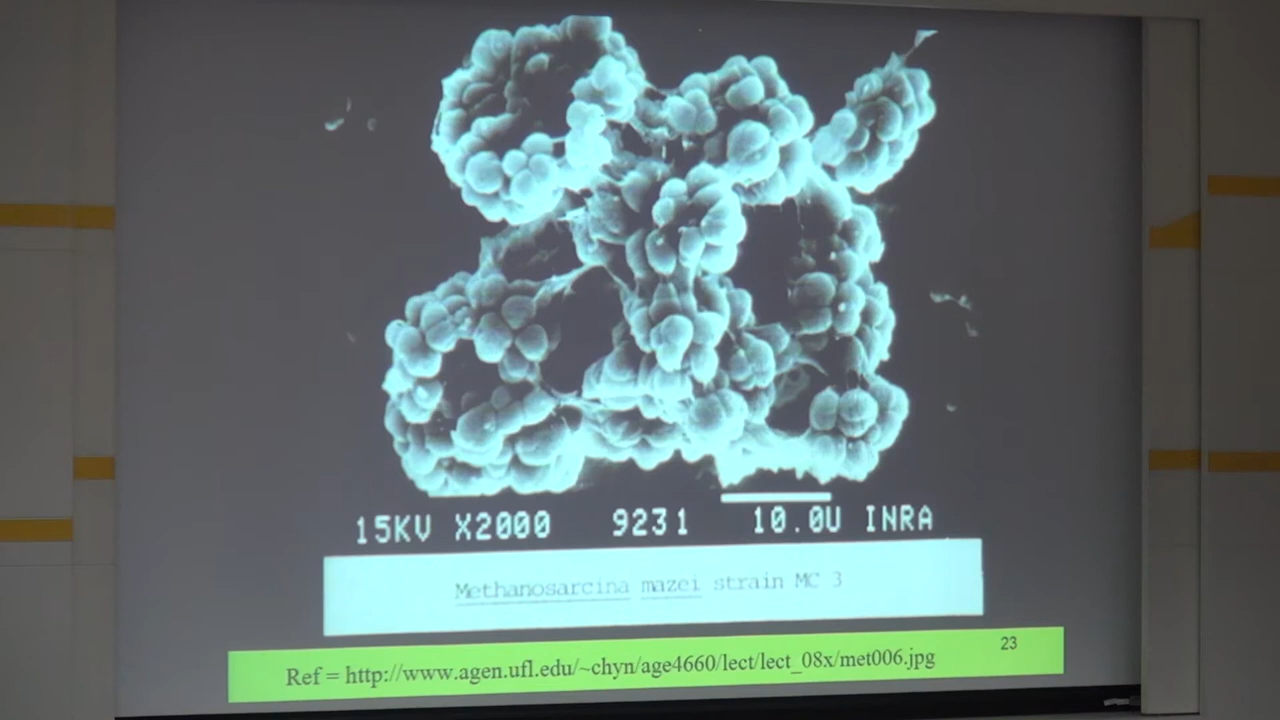 15KV X2000 9231 10.0U INRA
Methanosarcina mazei strain MC 3
23
Ref = http://www.agen.ufl.edu/~chyn/age4660/lect/lect_08x/met006.jpg